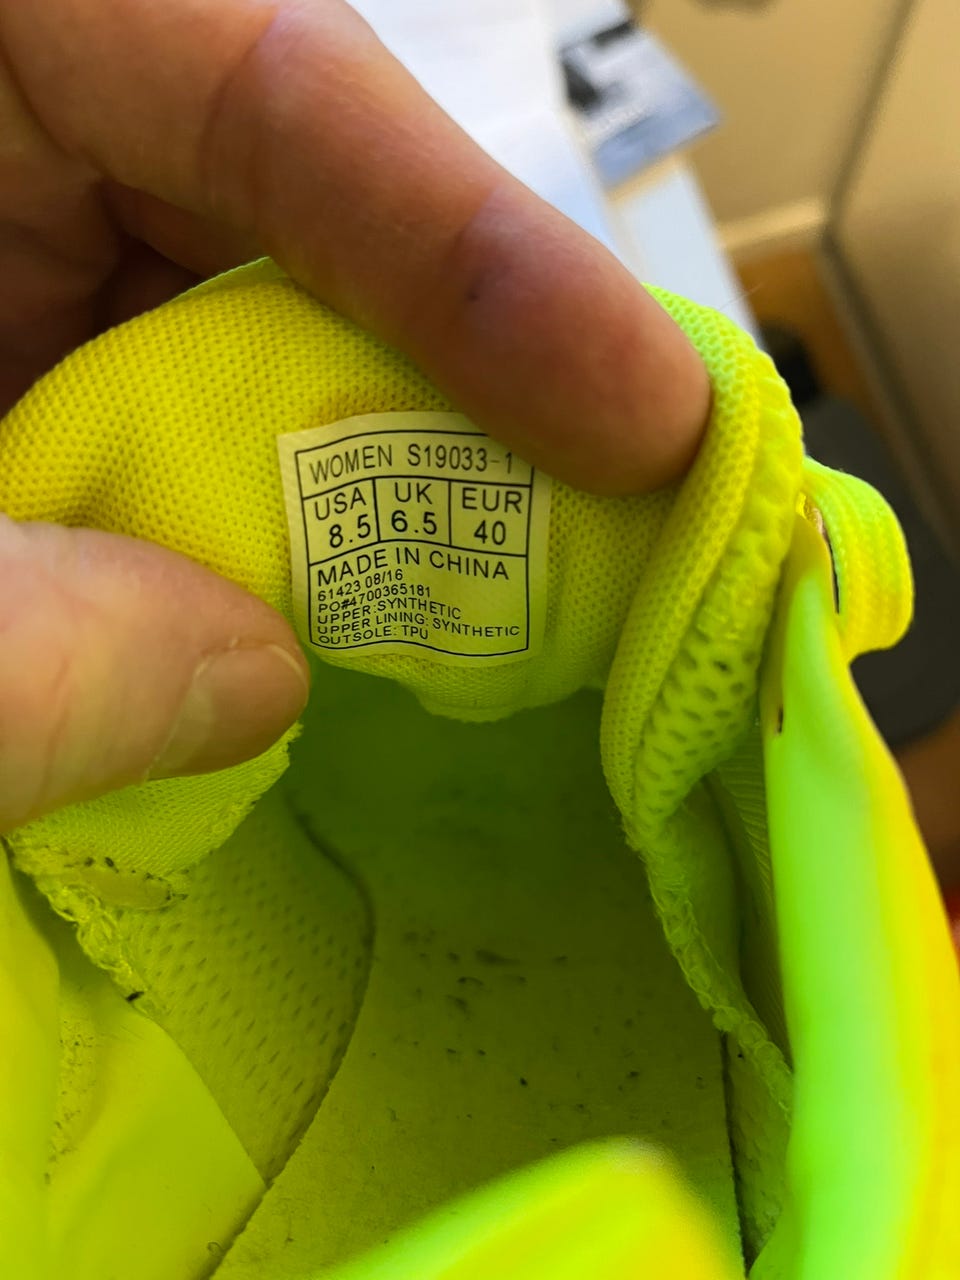 WOMEN S19033-1
USA UK EUR
8.5 6.5 40
MADE IN CHINA
61423 08/16
PO#4700365181
UPPER:SYNTHETIC
UPPER LINING: SYNTHETIC
OUTSOLE: TPU